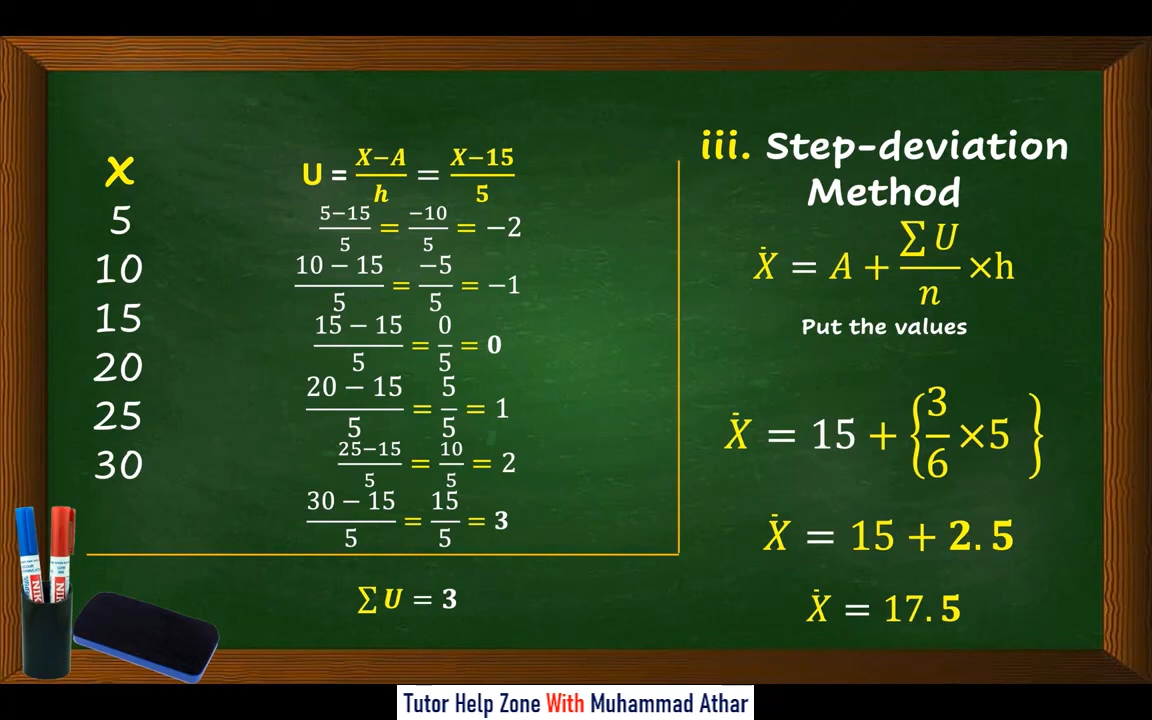 X
5
10
15
20
25
30
U = (X−A)/h = (X−15)/5
(5−15)/5 = −10/5 = −2
(10 − 15)/5 = −5/5 = −1
(15 − 15)/5 = 0/5 = 0
(20 − 15)/5 = 5/5 = 1
(25−15)/5 = 10/5 = 2
(30 − 15)/5 = 15/5 = 3
∑ U = 3
iii. Step-deviation
Method
Ẋ = A + (∑ U)/n ×h
Put the values
Ẋ = 15 + {3/6 ×5 }
Ẋ = 15 + 2.5
Ẋ = 17.5
Tutor Help Zone With Muhammad Athar